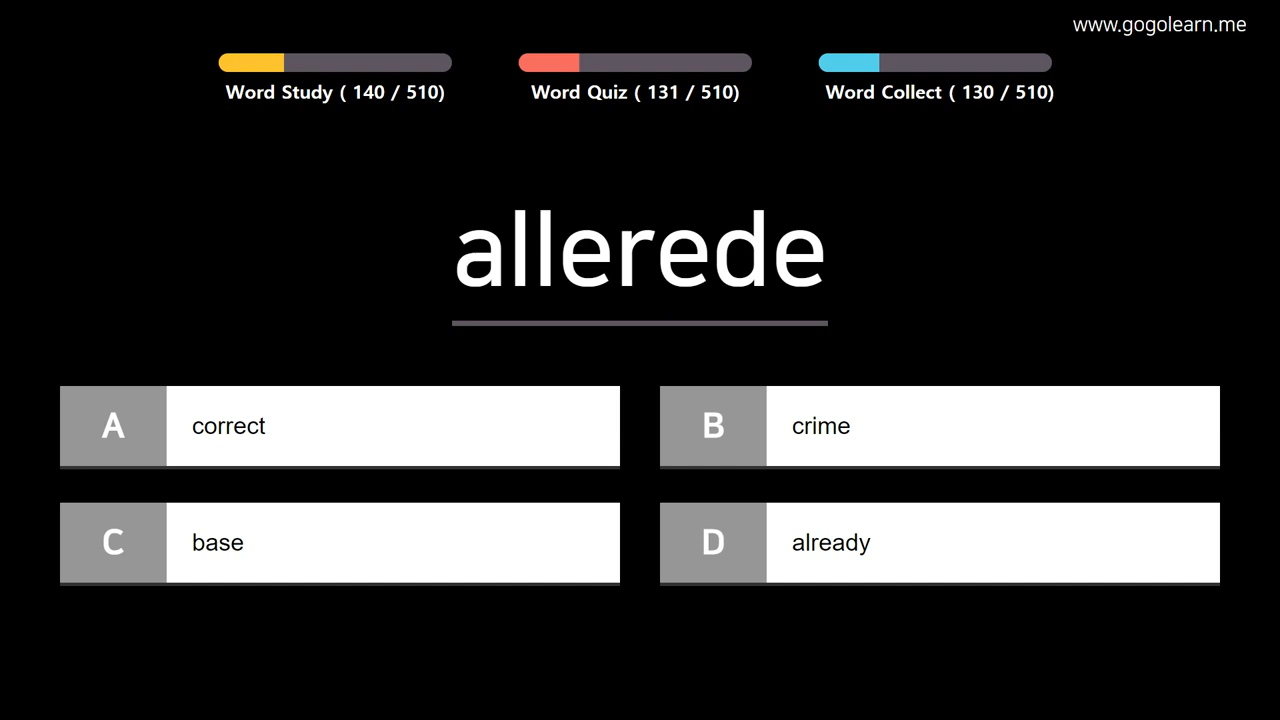 www.gogolearn.me
Word Study ( 140 / 510)
Word Quiz ( 131 / 510)
Word Collect ( 130 / 510)
allerede
A correct
B crime
C base
D already